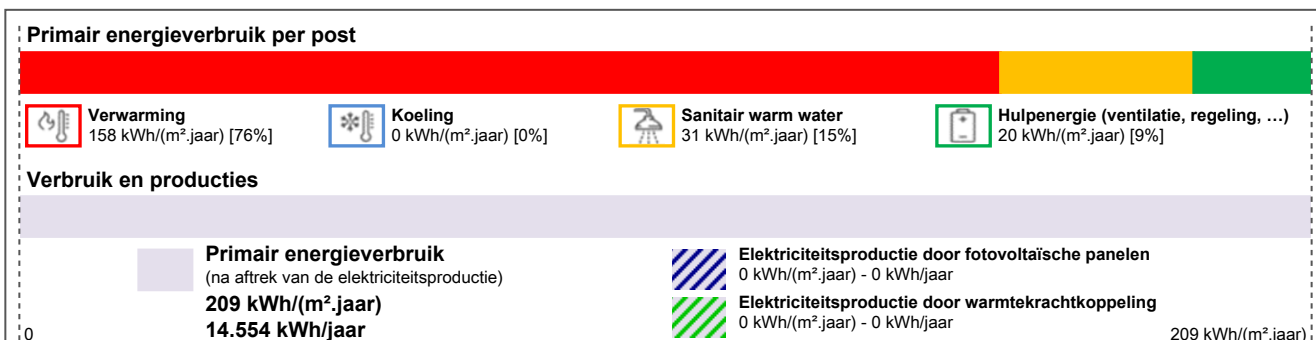 Primair energieverbruik per post
Verwarming
158 kWh/(m².jaar) [76%]
Koeling
0 kWh/(m².jaar) [0%]
Sanitair warm water
31 kWh/(m².jaar) [15%]
Hulpenergie (ventilatie, regeling, …)
20 kWh/(m².jaar) [9%]
Verbruik en producties
Primair energieverbruik
(na aftrek van de elektriciteitsproductie)
209 kWh/(m².jaar)
14.554 kWh/jaar
Elektriciteitsproductie door fotovoltaïsche panelen
0 kWh/(m².jaar) - 0 kWh/jaar
Elektriciteitsproductie door warmtekrachtkoppeling
0 kWh/(m².jaar) - 0 kWh/jaar
0
209 kWh/(m².jaar)